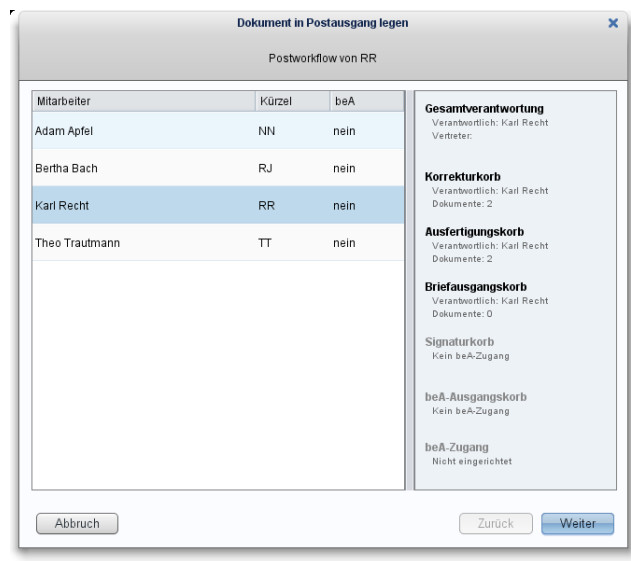 Dokument in Postausgang legen
Postworkflow von RR
Mitarbeiter Kürzel beA
Adam Apfel NN nein
Bertha Bach RJ nein
Karl Recht RR nein
Theo Trautmann TT nein
Gesamtverantwortung
Verantwortlich: Karl Recht
Vertreter:
Korrekturkorb
Verantwortlich: Karl Recht
Dokumente: 2
Ausfertigungskorb
Verantwortlich: Karl Recht
Dokumente: 2
Briefausgangskorb
Verantwortlich: Karl Recht
Dokumente: 0
Signaturkorb
Kein beA-Zugang
beA-Ausgangskorb
Kein beA-Zugang
beA-Zugang
Nicht eingerichtet
Abbruch Zurück Weiter